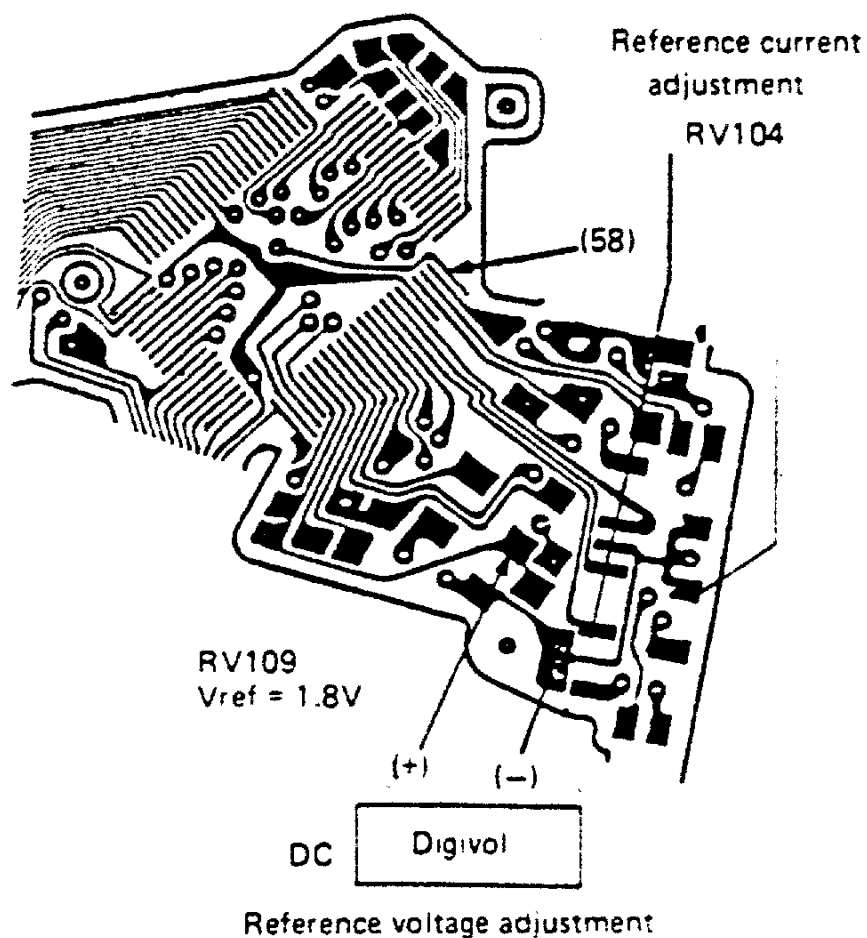 Reference current
adjustment
RV104
(58)
RV109
Vref = 1.8V
(+)
(—)
DC
Digivol
Reference voltage adjustment